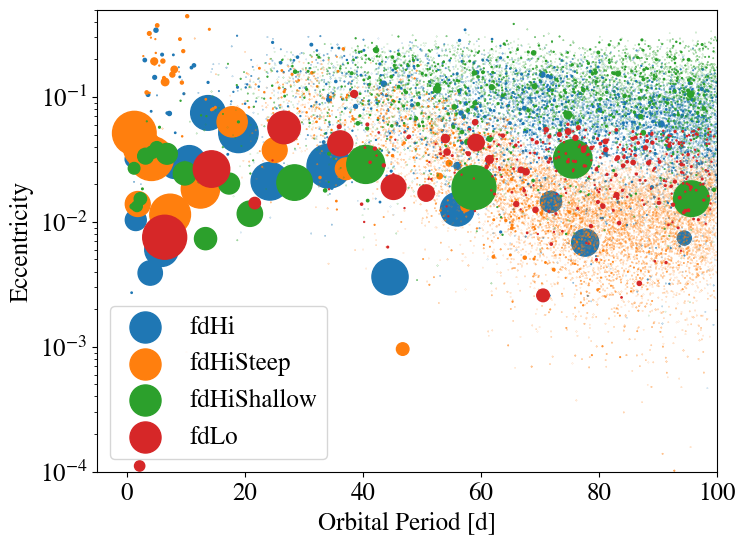 10⁻¹
10⁻²
10⁻³
10⁻⁴
Eccentricity
fdHi
fdHiSteep
fdHiShallow
fdLo
0 20 40 60 80 100
Orbital Period [d]